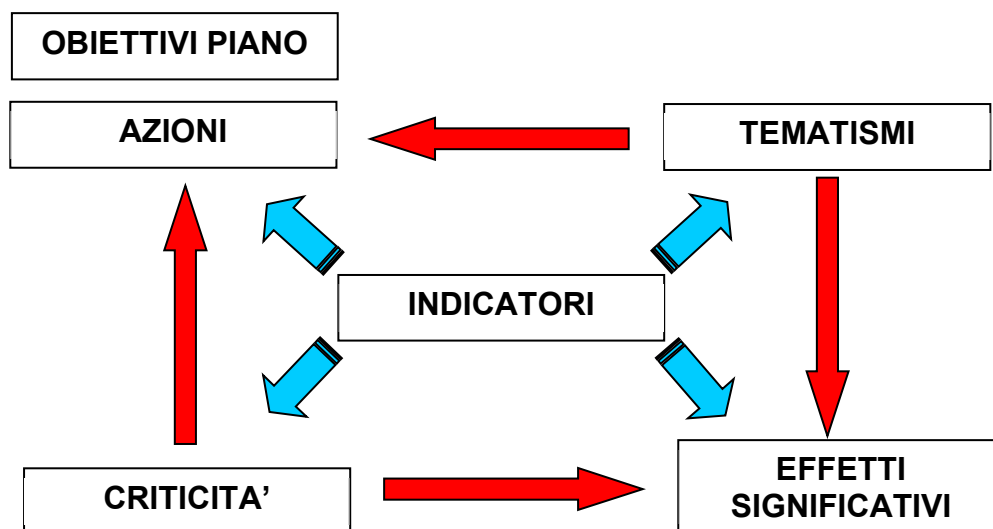 OBIETTIVI PIANO
AZIONI
TEMATISMI
INDICATORI
CRITICITA’
EFFETTI
SIGNIFICATIVI